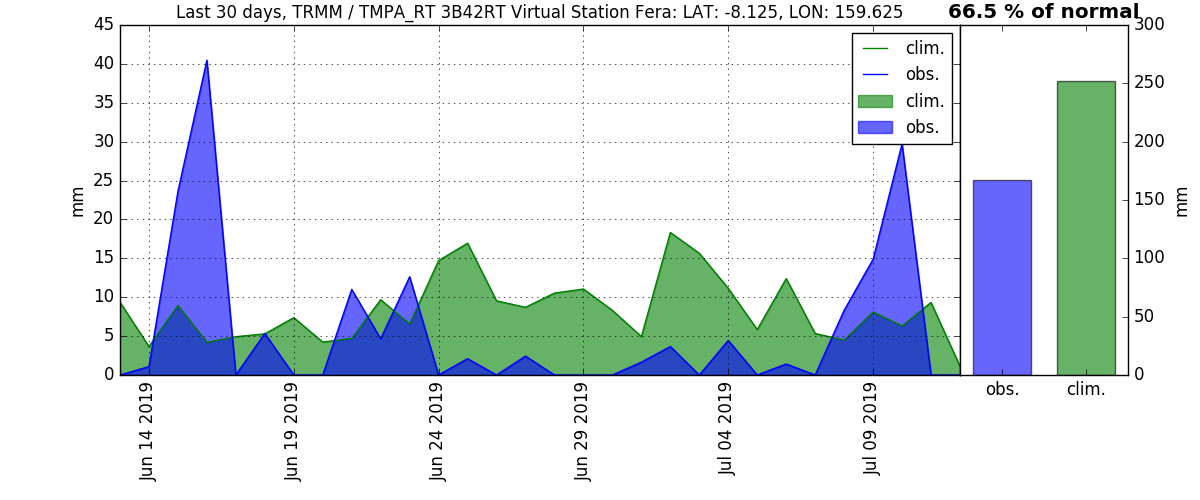 Last 30 days, TRMM / TMPA_RT 3B42RT Virtual Station Fera: LAT: -8.125, LON: 159.625
66.5 % of normal
mm
45
40
35
30
25
20
15
10
5
0
clim.
obs.
clim.
obs.
Jun 14 2019
Jun 19 2019
Jun 24 2019
Jun 29 2019
Jul 04 2019
Jul 09 2019
300
250
200
150
100
50
0
mm
obs.
clim.